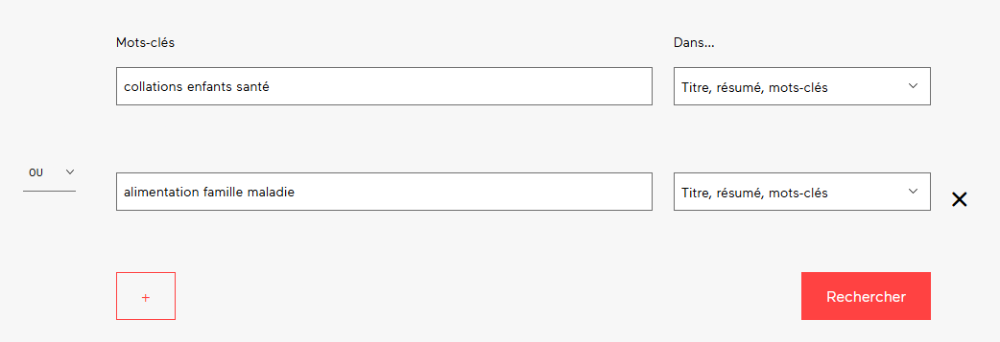 Mots-clés
Dans...
collations enfants santé
Titre, résumé, mots-clés
OU
alimentation famille maladie
Titre, résumé, mots-clés
+
Rechercher